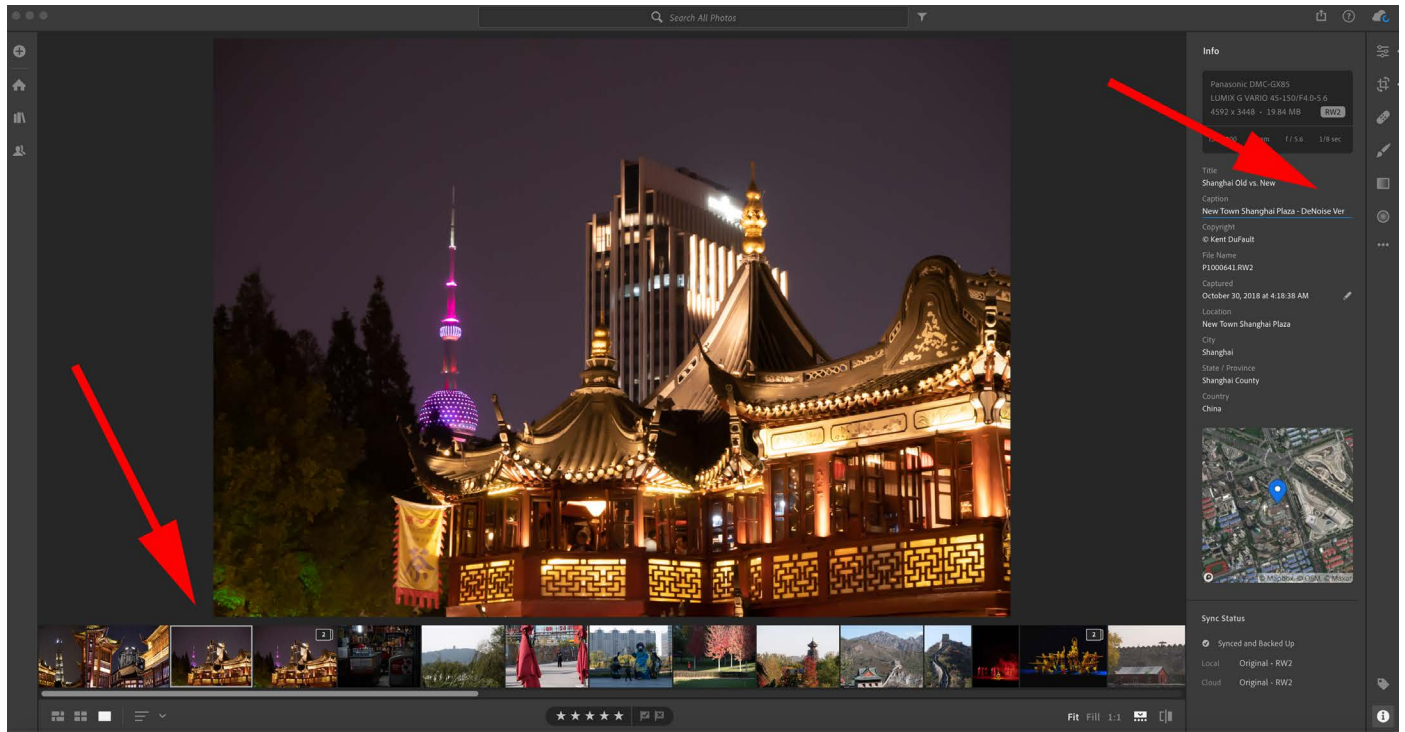 Search All Photos
Info
Panasonic DMC-GX85
LUMIX G VARIO 45-150/F4.0-5.6
4592 x 3448 - 19.84 MB RW2
f / 5.6 1/8 sec
Title
Shanghai Old vs. New
Caption
New Town Shanghai Plaza - DeNoise Ver
Copyright
© Kent DuFault
File Name
P1000641.RW2
Captured
October 30, 2018 at 4:18:38 AM
Location
New Town Shanghai Plaza
City
Shanghai
State / Province
Shanghai County
Country
China
© Mapbox, © OSM, © Maxar
Sync Status
Synced and Backed Up
Local Original - RW2
Cloud Original - RW2
2
2
Fit Fill 1:1